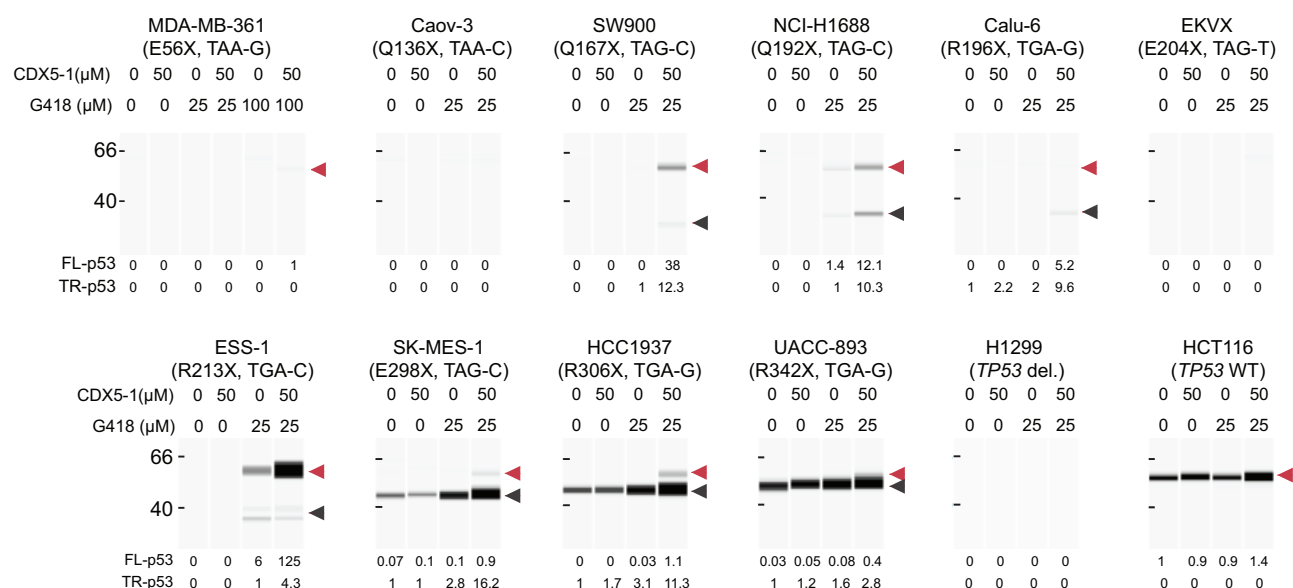 MDA-MB-361 Caov-3 SW900 NCI-H1688 Calu-6 EKVX
(E56X, TAA-G) (Q136X, TAA-C) (Q167X, TAG-C) (Q192X, TAG-C) (R196X, TGA-G) (E204X, TAG-T)
CDX5-1(μM) 0 50 0 25 0 50 0 50 0 50 0 50 0 50 0 50 0 50 0 50 0 50 0 50 0 50
G418 (μM) 0 0 25 25 100 100 0 0 25 25 0 0 25 25 0 0 25 25 0 0 25 25 0 0 25 25
66-
40-
FL-p53 0 0 0 0 0 1 0 0 0 0 0 0 0 38 0 0 1.4 12.1 0 0 0 5.2 0 0 0 0
TR-p53 0 0 0 0 0 0 0 0 0 0 0 0 1 12.3 0 0 1 10.3 1 2.2 2 9.6 0 0 0 0
ESS-1 SK-MES-1 HCC1937 UACC-893 H1299 HCT116
(R213X, TGA-C) (E298X, TAG-C) (R306X, TGA-G) (R342X, TGA-G) (TP53 del.) (TP53 WT)
CDX5-1(μM) 0 50 0 50 0 50 0 50 0 50 0 50 0 50 0 50 0 50 0 50 0 50 0 50
G418 (μM) 0 0 25 25 0 0 25 25 0 0 25 25 0 0 25 25 0 0 25 25 0 0 25 25
66-
40-
FL-p53 0 0 6 125 0.07 0.1 0.1 0.9 0 0 0.03 1.1 0.03 0.05 0.08 0.4 0 0 0 0 1 0.9 0.9 1.4
TR-p53 0 0 1 4.3 1 1 2.8 16.2 1 1.7 3.1 11.3 1 1.2 1.6 2.8 0 0 0 0 0 0 0 0